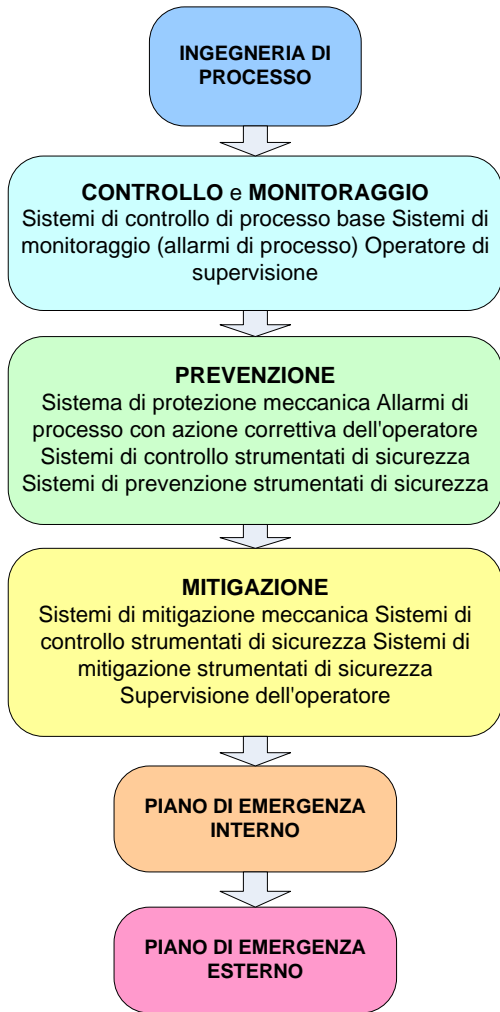 INGEGNERIA DI
PROCESSO
CONTROLLO e MONITORAGGIO
Sistemi di controllo di processo base Sistemi di
monitoraggio (allarmi di processo) Operatore di
supervisione
PREVENZIONE
Sistema di protezione meccanica Allarmi di
processo con azione correttiva dell'operatore
Sistemi di controllo strumentati di sicurezza
Sistemi di prevenzione strumentati di sicurezza
MITIGAZIONE
Sistemi di mitigazione meccanica Sistemi di
controllo strumentati di sicurezza Sistemi di
mitigazione strumentati di sicurezza
Supervisione dell'operatore
PIANO DI EMERGENZA
INTERNO
PIANO DI EMERGENZA
ESTERNO